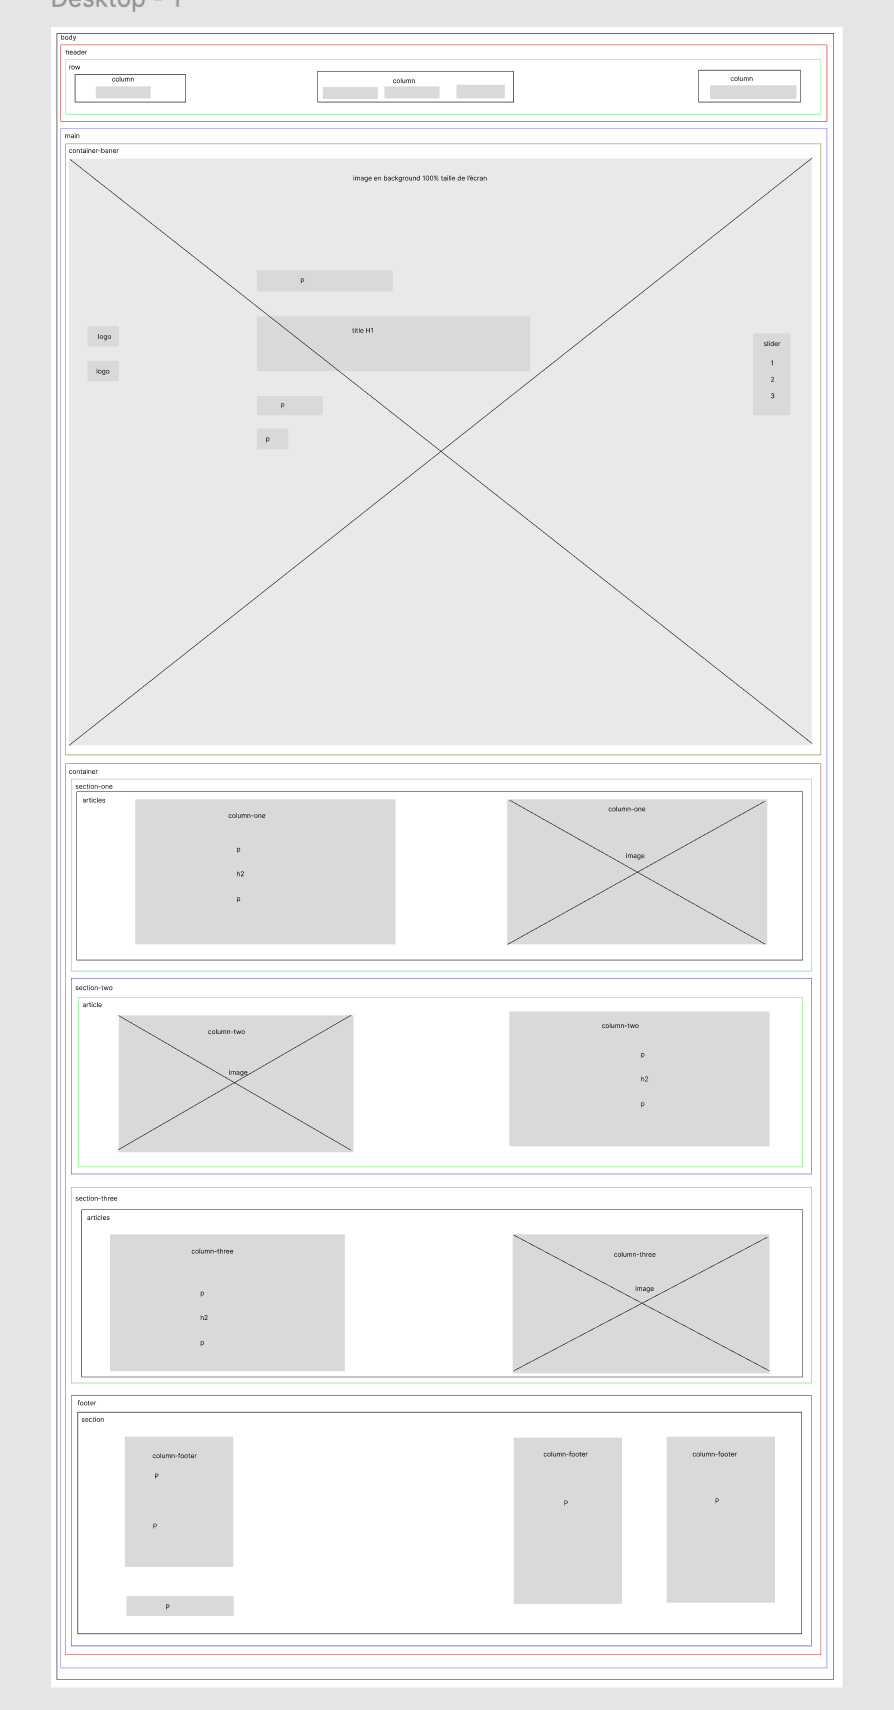 Desktop - 1
body
header
row
column
column
column
main
container-baner
image en background 100% taille de l'écran
p
title H1
logo
logo
p
p
slider
1
2
3
container
section-one
articles
column-one
p
h2
p
column-one
image
section-two
article
column-two
image
column-two
p
h2
p
section-three
articles
column-three
p
h2
p
column-three
image
footer
section
column-footer
p
p
p
column-footer
p
column-footer
p